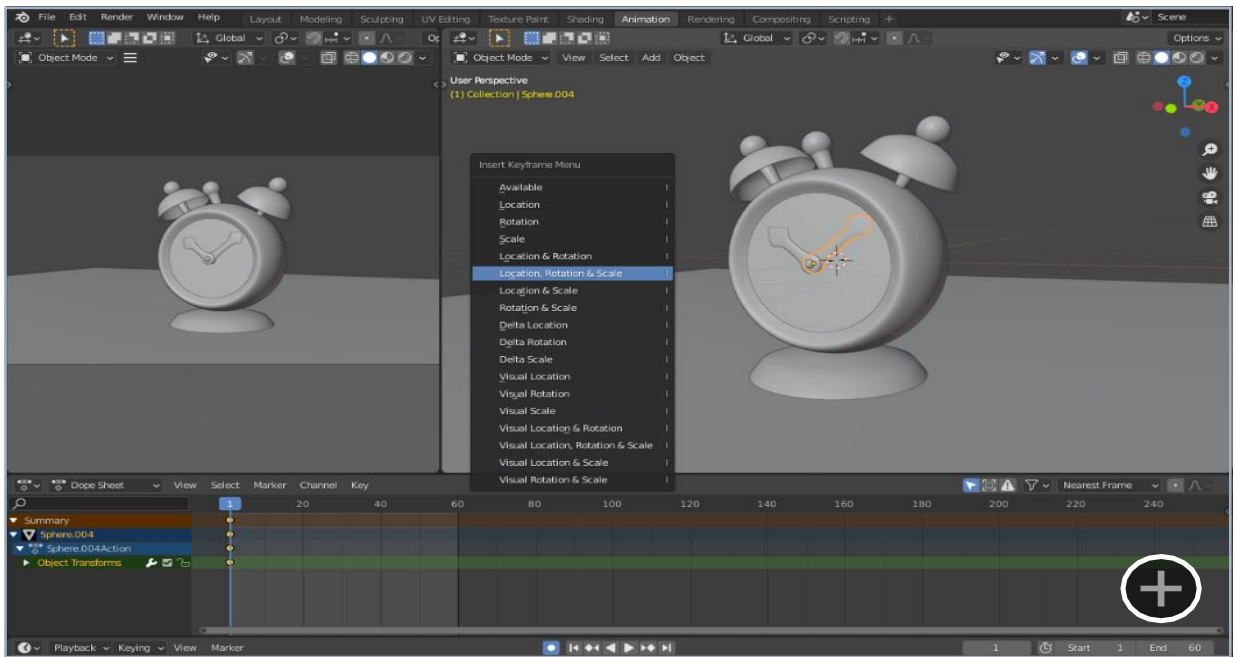 File Edit Render Window Help Layout Modeling Sculpting UV Editing Texture Paint Shading Animation Rendering Compositing Scripting + Scene
Global Global Options
Object Mode Object Mode View Select Add Object
User Perspective
(1) Collection | Sphere.004
Insert Keyframe Menu
Available I
Location I
Rotation I
Scale I
Location & Rotation I
Location, Rotation & Scale I
Location & Scale I
Rotation & Scale I
Delta Location I
Delta Rotation I
Delta Scale I
Visual Location I
Visual Rotation I
Visual Scale I
Visual Location & Rotation I
Visual Location, Rotation & Scale I
Visual Location & Scale I
Visual Rotation & Scale I
Dope Sheet View Select Marker Channel Key Nearest Frame
1 20 40 60 80 100 120 140 160 180 200 220 240
Summary
Sphere.004
Sphere.004Action
Object Transforms
Playback Keying View Marker 1 Start 1 End 60